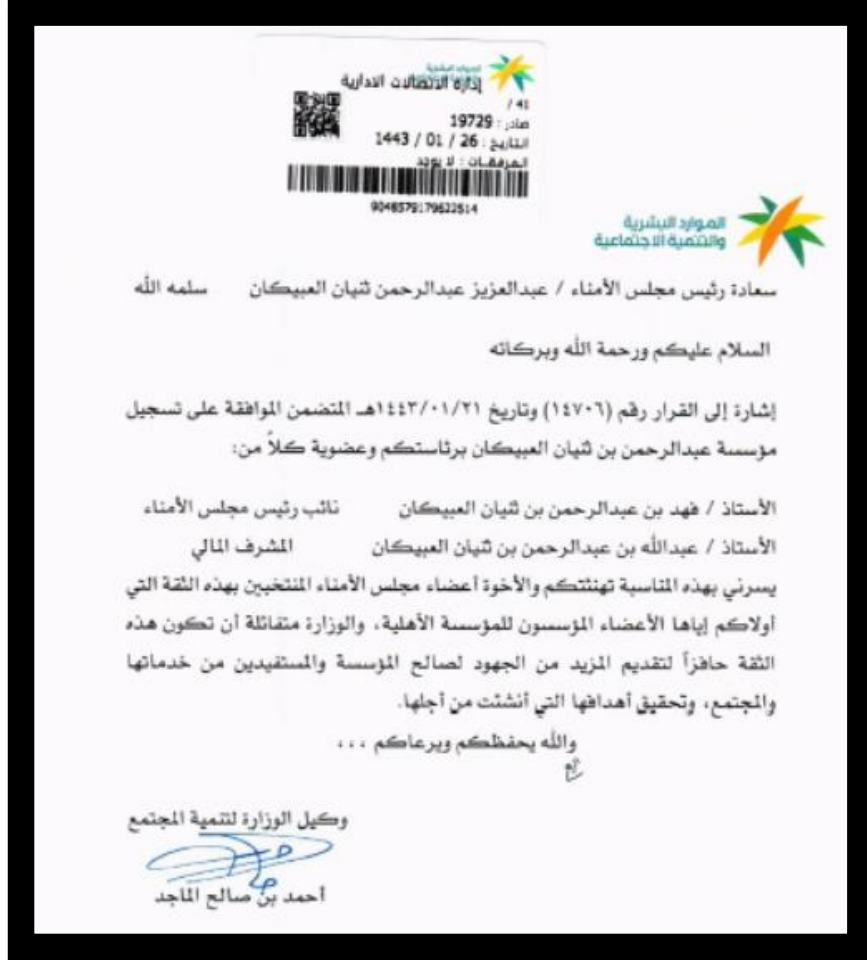 الموارد البشرية
إدارة الاتصالات الادارية
41 /
صادر : 19729
التاريخ : 26 / 01 / 1443
المرفقات : لا يوجد
9048579179622514
الموارد البشرية
والتنمية الاجتماعية
سعادة رئيس مجلس الأمناء / عبدالعزيز عبدالرحمن ثنيان العبيكان سلمه الله
السلام عليكم ورحمة الله وبركاته
إشارة إلى القرار رقم (١٤٧٠٦) وتاريخ ١٤٤٣/٠١/٢١هـ المتضمن الموافقة على تسجيل
مؤسسة عبدالرحمن بن ثنيان العبيكان برئاستكم وعضوية كلاً من:
الأستاذ / فهد بن عبدالرحمن بن ثنيان العبيكان نائب رئيس مجلس الأمناء
الأستاذ / عبدالله بن عبدالرحمن بن ثنيان العبيكان المشرف المالي
يسرني بهذه المناسبة تهنئتكم والأخوة أعضاء مجلس الأمناء المنتخبين بهذه الثقة التي
أولاكم إياها الأعضاء المؤسسون للمؤسسة الأهلية، والوزارة متفائلة أن تكون هذه
الثقة حافزاً لتقديم المزيد من الجهود لصالح المؤسسة والمستفيدين من خدماتها
والمجتمع، وتحقيق أهدافها التي أنشئت من أجلها.
والله يحفظكم ويرعاكم ،،،
وكيل الوزارة لتنمية المجتمع
أحمد بن صالح الماجد